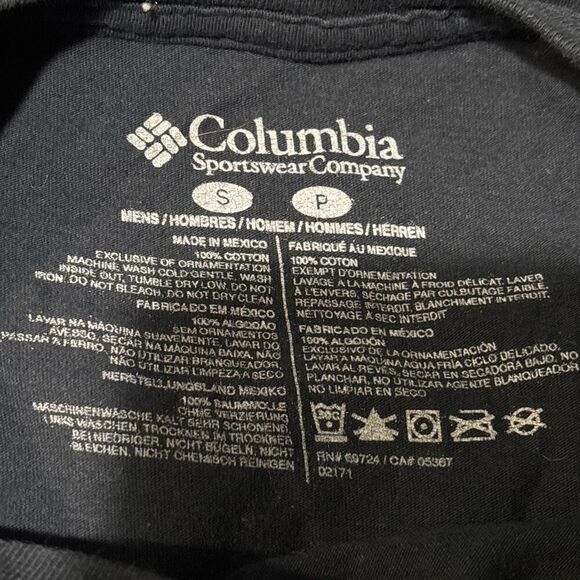 Columbia
Sportswear Company
S P
MENS / HOMBRES / HOMEM / HOMMES / HERREN
MADE IN MEXICO
100% COTTON
EXCLUSIVE OF ORNAMENTATION
MACHINE WASH COLD GENTLE, WASH
INSIDE OUT, TUMBLE DRY LOW, DO NOT
IRON, DO NOT BLEACH, DO NOT DRY CLEAN
FABRICADO EM MÉXICO
100% ALGODÃO
SEM ORNAMENTOS
LAVAR NA MÁQUINA SUAVEMENTE, LAVAR DO
AVESSO, SECAR NA MÁQUINA BAIXA, NÃO
PASSAR A FERRO, NÃO UTILIZAR BRINQUEADOR,
NÃO UTILIZAR LIMPEZA A SECO
HERSTELLUNGSLAND MEXIKO
100% BAUMWOLLE
OHNE VERZIERUNG
MASCHINENWÄSCHE KALT SEHR SCHONEND
LINKS WASCHEN, TROCKNEN IM TROCKNER
BEI NIEDRIGER, NICHT BÜGELN, NICHT
BLEICHEN, NICHT CHEMISCH REINIGEN
FABRIQUÉ AU MEXIQUE
100% COTON
EXEMPT D'ORNEMENTATION
LAVAGE À LA MACHINE À FROID DÉLICAT, LAVER
À L'ENVERS, SÉCHAGE PAR CULBUTAGE FAIBLE,
REPASSAGE INTERDIT, BLANCHIMENT INTERDIT,
NETTOYAGE À SEC INTERDIT
FABRICADO EN MÉXICO
100% ALGODÓN
EXCLUSIVO DE LA ORNAMENTACIÓN
LAVAR A MÁQUINA AGUA FRÍA CICLO DELICADO,
LAVAR AL REVÉS, SECAR EN SECADORA BAJO, NO
PLANCHAR, NO UTILIZAR AGENTE BLANQUEADOR
NO LIMPIO EN SECO
30C
RN# 69724 / CA# 05367
02171